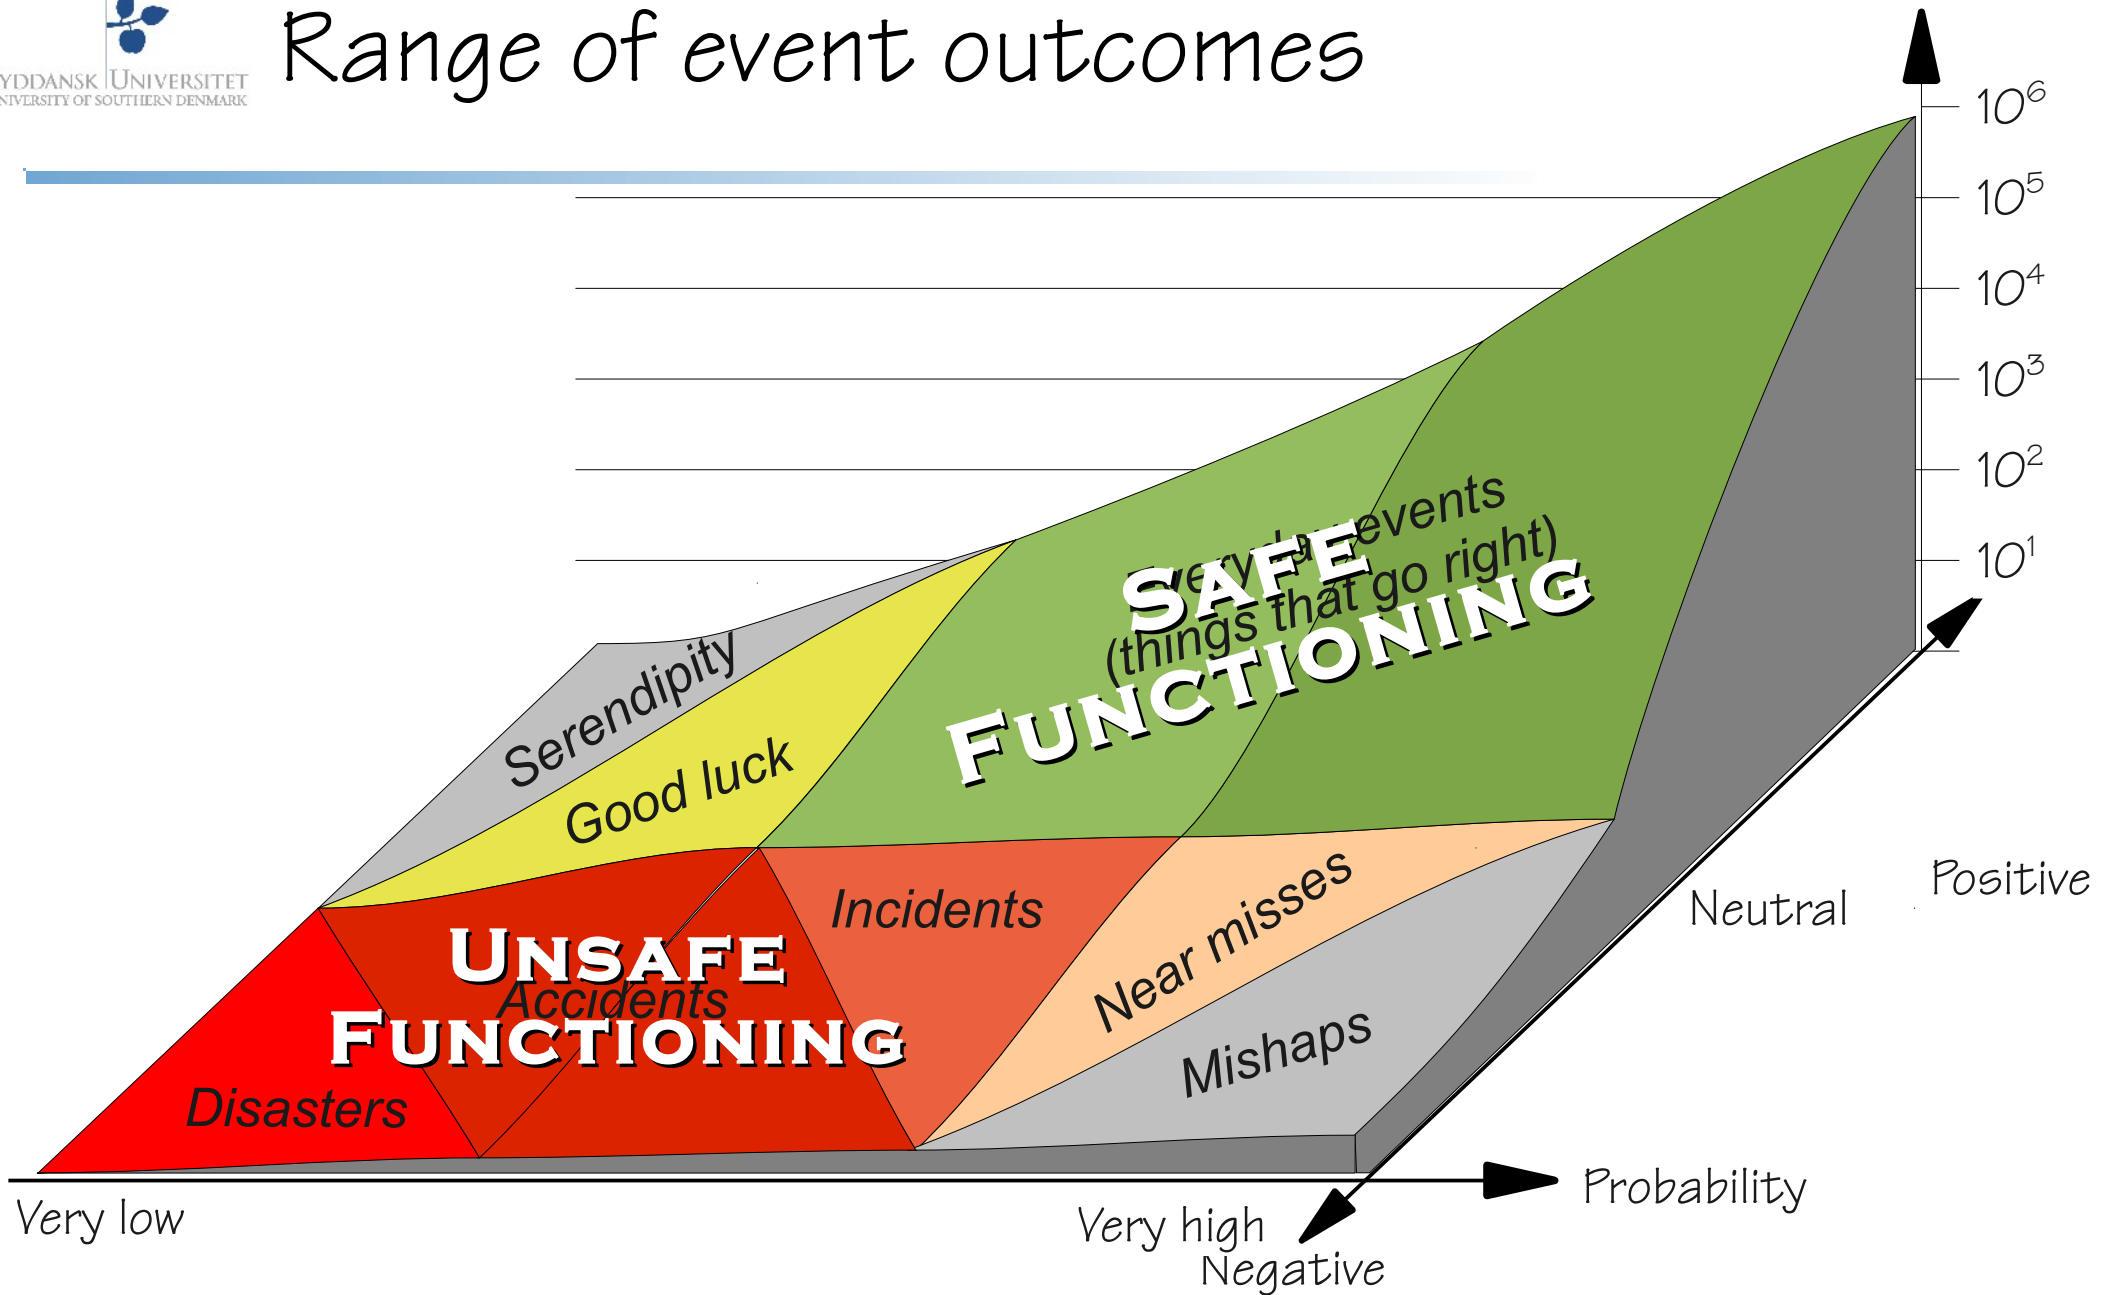 Range of event outcomes
YDDANSK UNIVERSITET
NIVERSITY OF SOUTHERN DENMARK
10⁶
10⁵
10⁴
10³
10²
10¹
Everyday events
(things that go right)
SAFE
FUNCTIONING
Serendipity
Good luck
Incidents
Near misses
Mishaps
UNSAFE
Accidents
FUNCTIONING
Disasters
Positive
Neutral
Probability
Very low
Very high
Negative